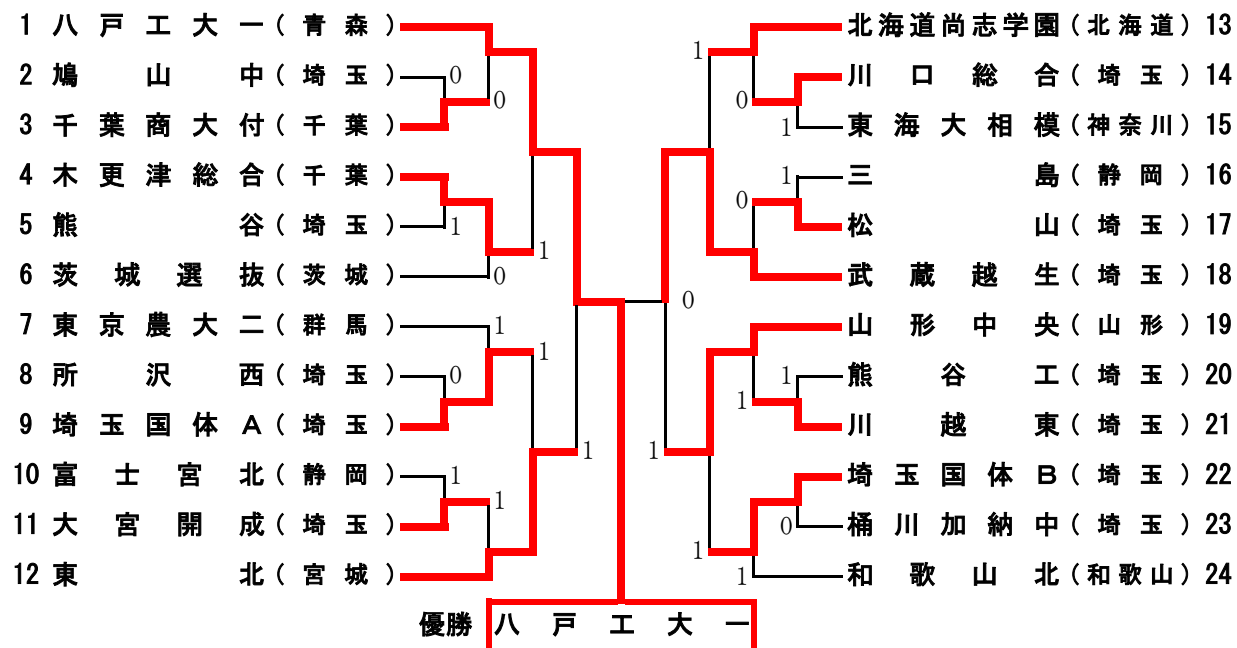 1 八戸工大一(青森)
2 鳩山中(埼玉)
0
3 千葉商大付(千葉)
0
4 木更津総合(千葉)
5 熊谷(埼玉)
1
1
6 茨城選抜(茨城)
0
7 東京農大二(群馬)
1
1
8 所沢西(埼玉)
0
9 埼玉国体A(埼玉)
1
10 富士宮北(静岡)
1
11 大宮開成(埼玉)
1
12 東北(宮城)
北海道尚志学園(北海道) 13
1
川口総合(埼玉) 14
0
1
東海大相模(神奈川) 15
1
三島(静岡) 16
0
松山(埼玉) 17
武蔵越生(埼玉) 18
0
山形中央(山形) 19
1
熊谷工(埼玉) 20
1
川越東(埼玉) 21
1
埼玉国体B(埼玉) 22
0
桶川加納中(埼玉) 23
1
1
和歌山北(和歌山) 24
優勝 八戸工大一